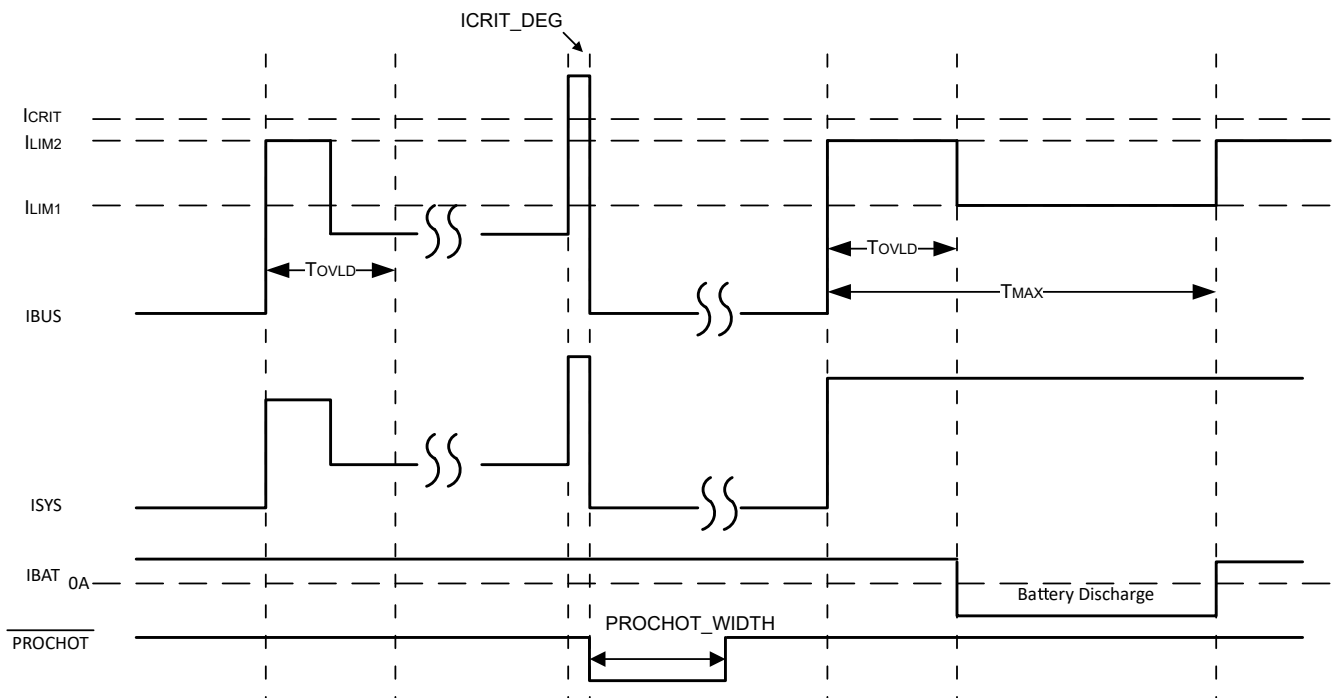 ICRIT_DEG
ICRIT
ILIM2
ILIM1
TOVLD
TOVLD
TMAX
IBUS
ISYS
IBAT 0A
Battery Discharge
PROCHOT
PROCHOT_WIDTH